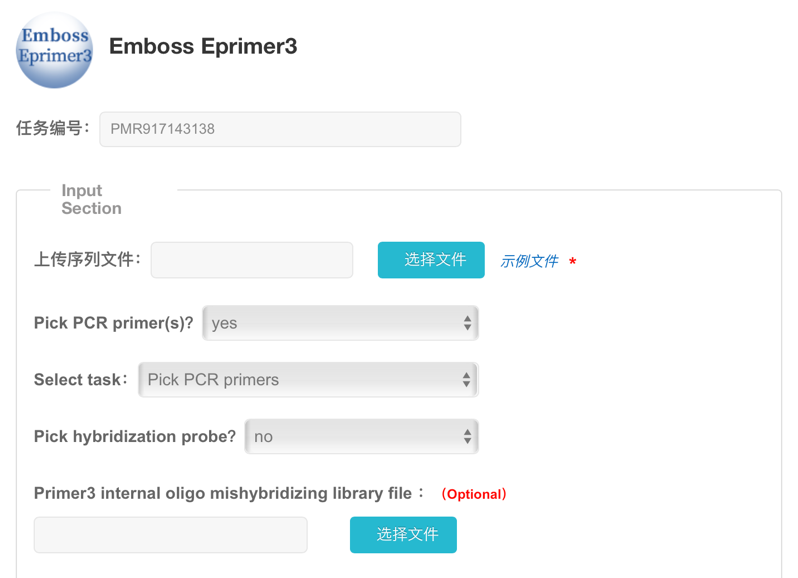 Emboss
Eprimer3
Emboss Eprimer3
任务编号：
PMR917143138
Input
Section
上传序列文件：
选择文件
示例文件 *
Pick PCR primer(s)? yes
Select task： Pick PCR primers
Pick hybridization probe? no
Primer3 internal oligo mishybridizing library file： （Optional）
选择文件